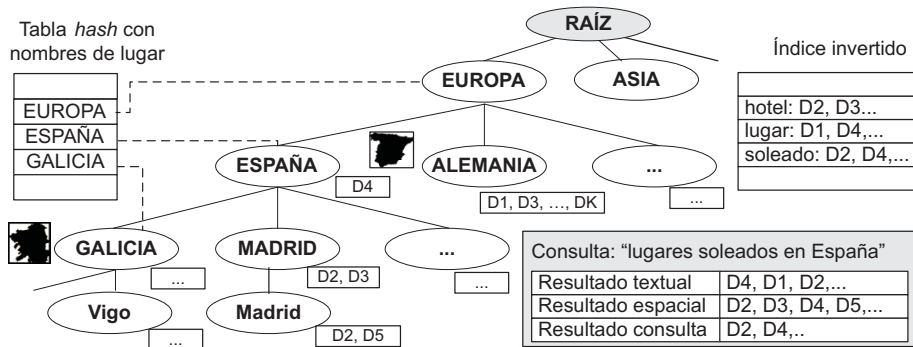 RAÍZ
Tabla hash con
nombres de lugar
EUROPA
ESPAÑA
GALICIA
EUROPA
ASIA
Índice invertido
hotel: D2, D3...
lugar: D1, D4,...
soleado: D2, D4,...
ESPAÑA
D4
ALEMANIA
D1, D3, ..., DK
...
...
GALICIA
...
MADRID
D2, D3
...
...
Vigo
...
Madrid
D2, D5
Consulta: “lugares soleados en España”
Resultado textual D4, D1, D2,...
Resultado espacial D2, D3, D4, D5,...
Resultado consulta D2, D4,..